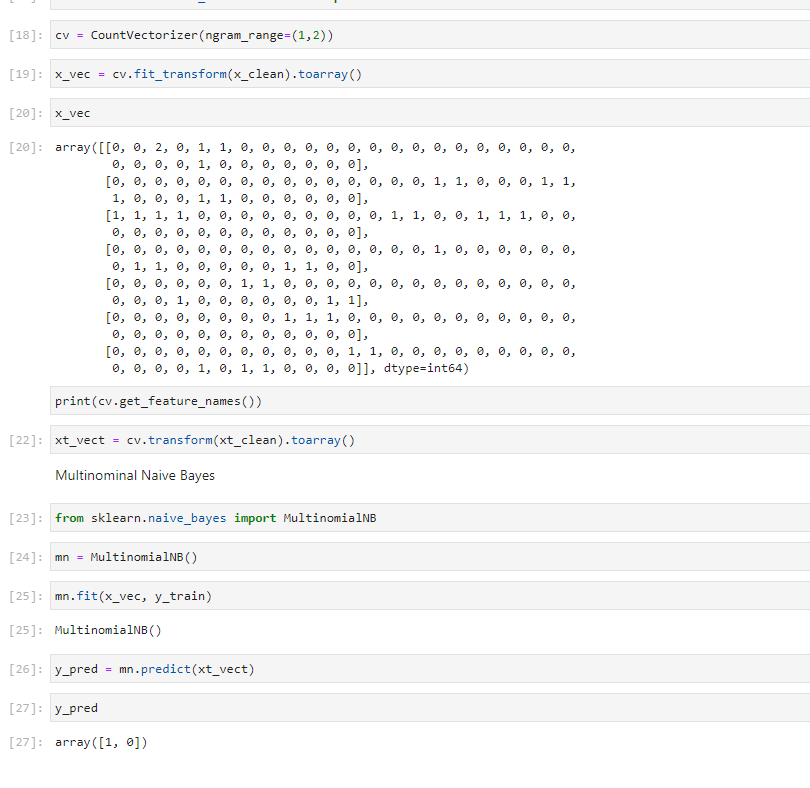 [18]: cv = CountVectorizer(ngram_range=(1,2))
[19]: x_vec = cv.fit_transform(x_clean).toarray()
[20]: x_vec
[20]: array([[0, 0, 2, 0, 1, 1, 0, 0, 0, 0, 0, 0, 0, 0, 0, 0, 0, 0, 0, 0, 0, 0,
0, 0, 0, 0, 1, 0, 0, 0, 0, 0, 0, 0],
[0, 0, 0, 0, 0, 0, 0, 0, 0, 0, 0, 0, 0, 0, 0, 1, 1, 0, 0, 0, 1, 1,
1, 0, 0, 0, 1, 1, 0, 0, 0, 0, 0, 0],
[1, 1, 1, 1, 0, 0, 0, 0, 0, 0, 0, 0, 0, 1, 1, 0, 0, 1, 1, 1, 0, 0,
0, 0, 0, 0, 0, 0, 0, 0, 0, 0, 0, 0],
[0, 0, 0, 0, 0, 0, 0, 0, 0, 0, 0, 0, 0, 0, 0, 1, 0, 0, 0, 0, 0, 0,
0, 1, 1, 0, 0, 0, 0, 0, 1, 1, 0, 0],
[0, 0, 0, 0, 0, 0, 1, 1, 0, 0, 0, 0, 0, 0, 0, 0, 0, 0, 0, 0, 0, 0,
0, 0, 0, 1, 0, 0, 0, 0, 0, 0, 1, 1],
[0, 0, 0, 0, 0, 0, 0, 0, 1, 1, 1, 0, 0, 0, 0, 0, 0, 0, 0, 0, 0, 0,
0, 0, 0, 0, 0, 0, 0, 0, 0, 0, 0, 0],
[0, 0, 0, 0, 0, 0, 0, 0, 0, 0, 0, 1, 1, 0, 0, 0, 0, 0, 0, 0, 0, 0,
0, 0, 0, 0, 1, 0, 1, 1, 0, 0, 0, 0]], dtype=int64)
print(cv.get_feature_names())
[22]: xt_vect = cv.transform(xt_clean).toarray()
Multinominal Naive Bayes
[23]: from sklearn.naive_bayes import MultinomialNB
[24]: mn = MultinomialNB()
[25]: mn.fit(x_vec, y_train)
[25]: MultinomialNB()
[26]: y_pred = mn.predict(xt_vect)
[27]: y_pred
[27]: array([1, 0])